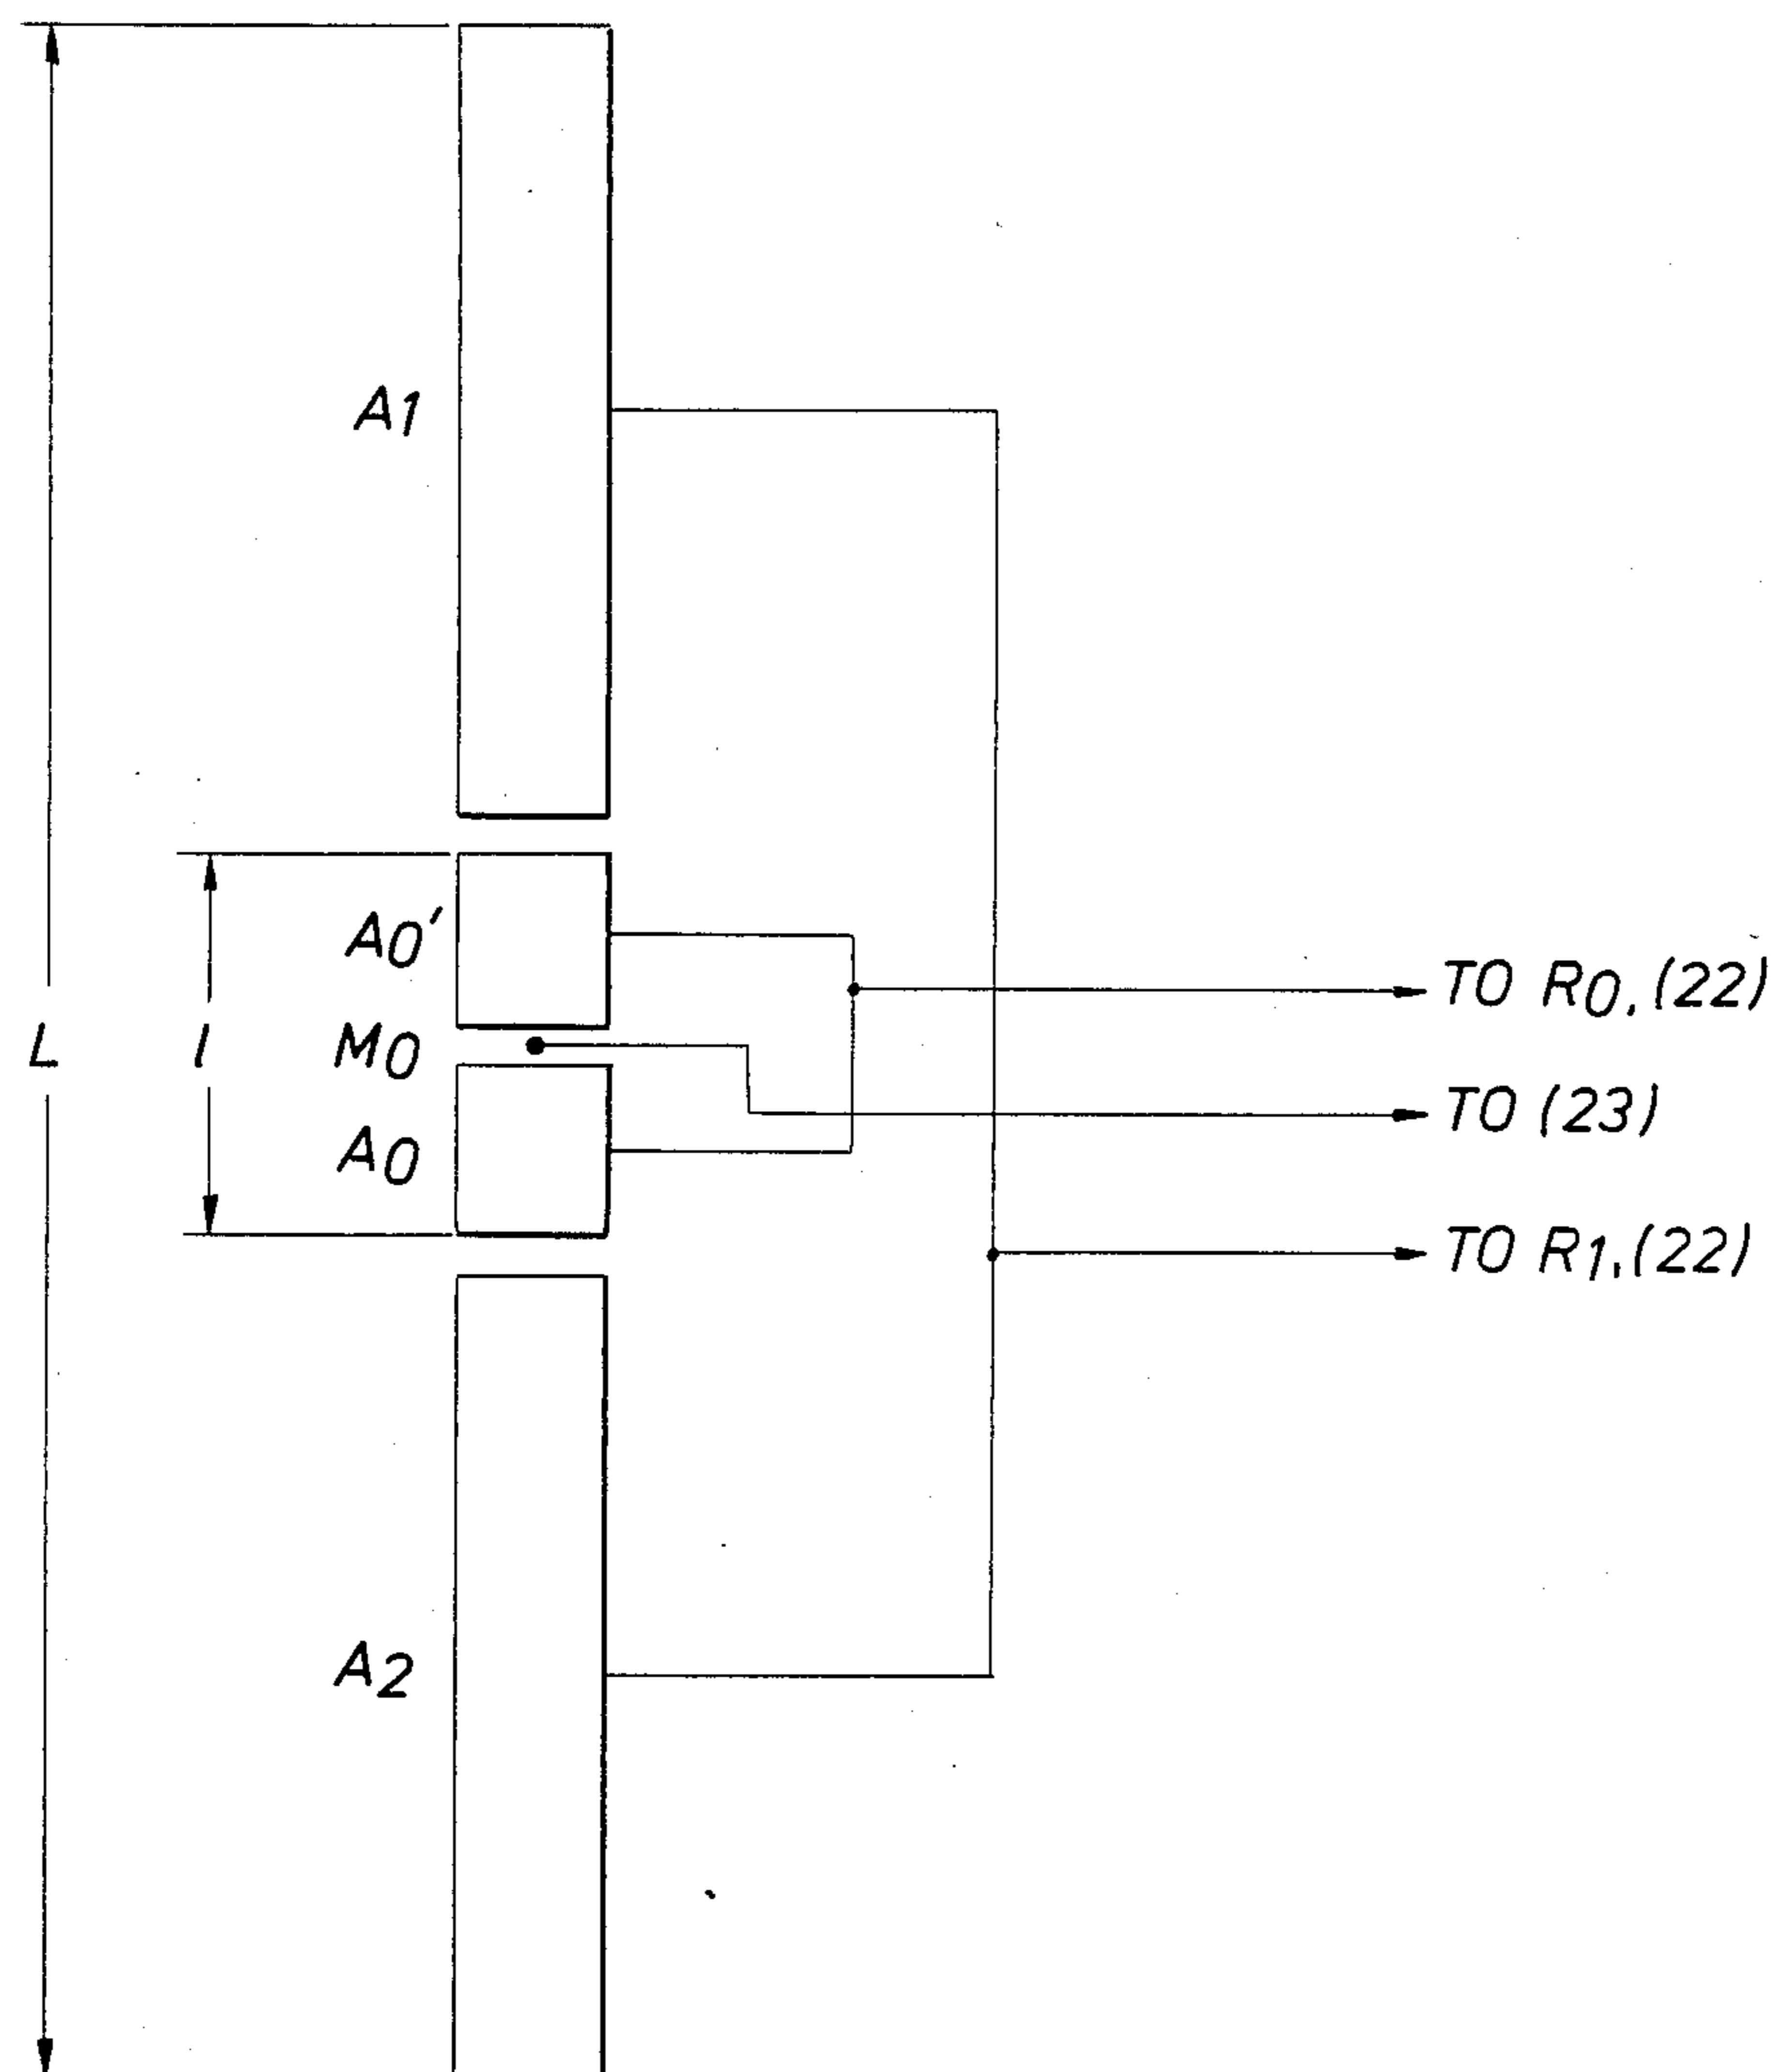 A1
A0'
TO R0, (22)
L
l
M0
TO (23)
A0
TO R1, (22)
A2